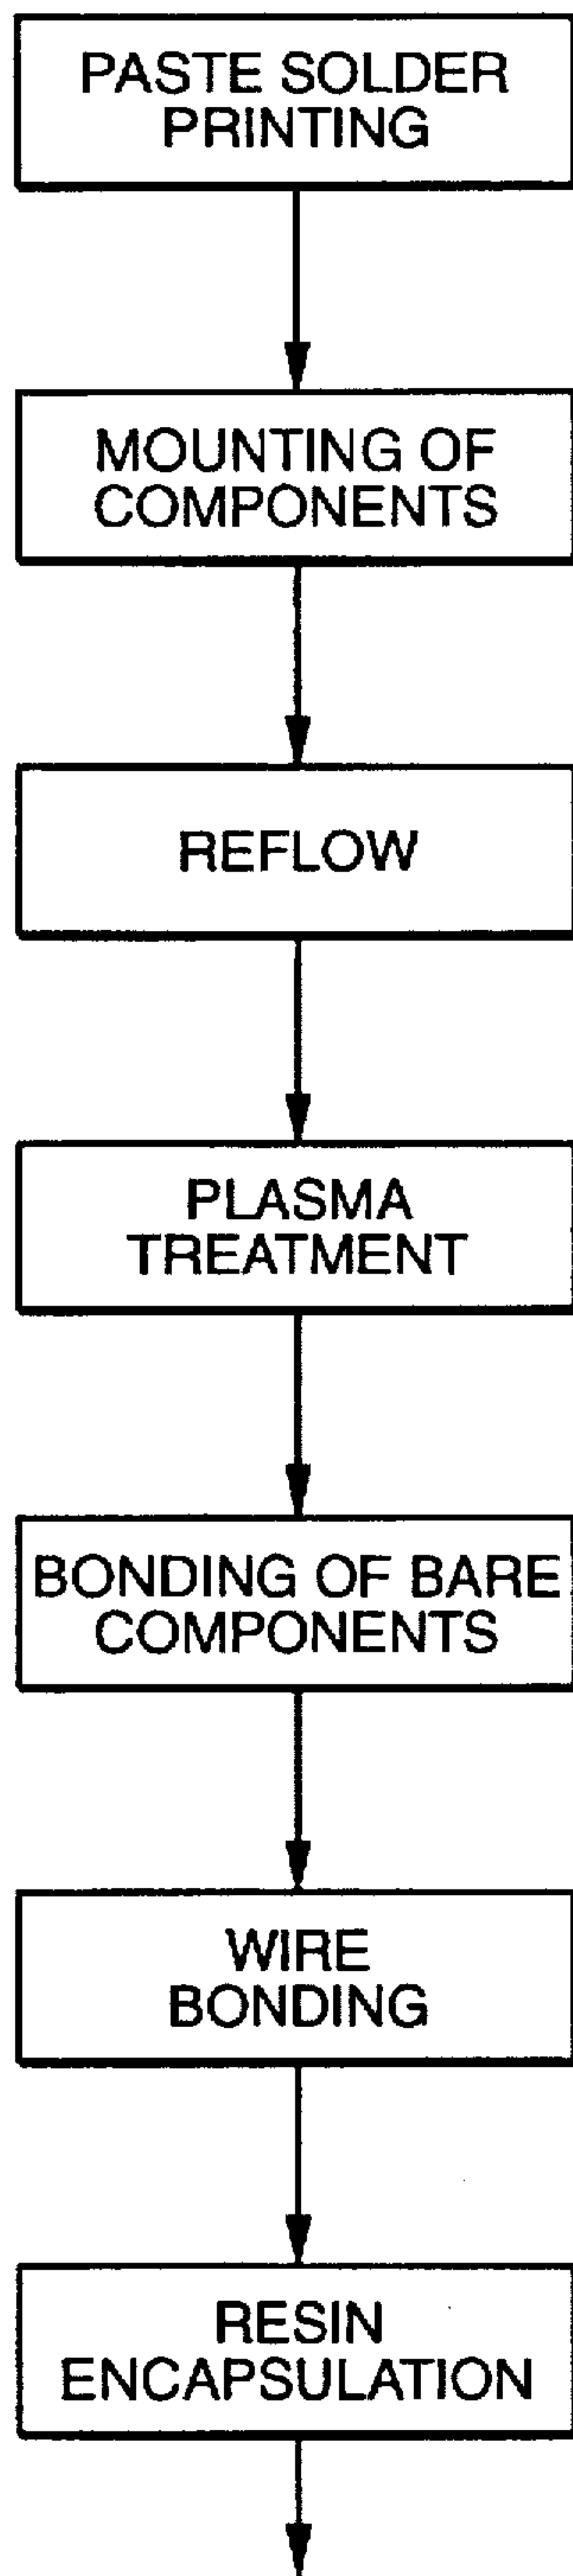 PASTE SOLDER
PRINTING
MOUNTING OF
COMPONENTS
REFLOW
PLASMA
TREATMENT
BONDING OF BARE
COMPONENTS
WIRE
BONDING
RESIN
ENCAPSULATION